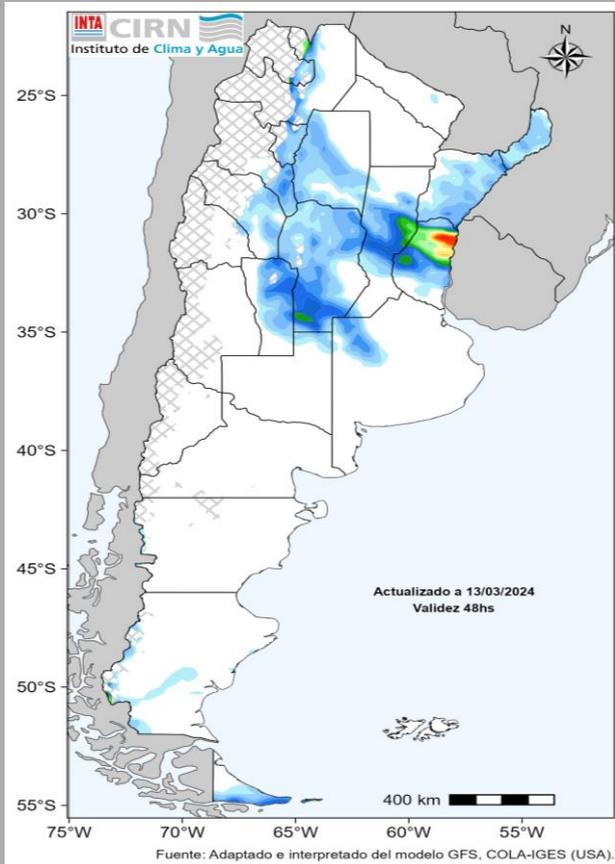 INTA CIRN
Instituto de Clima y Agua
N
25°S
30°S
35°S
40°S
45°S
50°S
55°S
Actualizado a 13/03/2024
Validez 48hs
400 km
75°W 70°W 65°W 60°W 55°W
Fuente: Adaptado e interpretado del modelo GFS, COLA-IGES (USA).